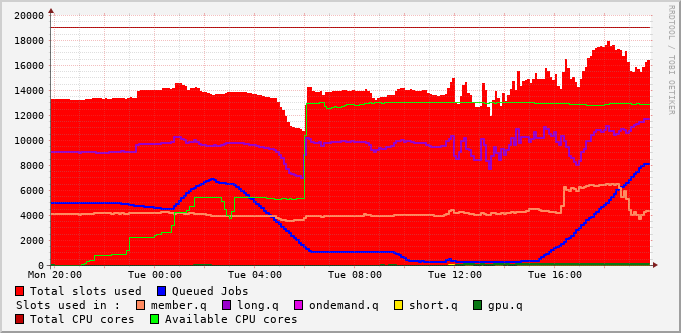 20000
18000
16000
14000
12000
10000
8000
6000
4000
2000
0
Mon 20:00 Tue 00:00 Tue 04:00 Tue 08:00 Tue 12:00 Tue 16:00
Total slots used Queued Jobs
Slots used in : member.q long.q ondemand.q short.q gpu.q
Total CPU cores Available CPU cores
RRDTOOL / TOBI OETIKER